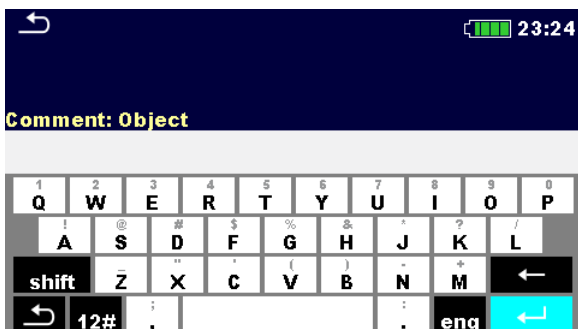 23:24
Comment: Object
1 2 3 4 5 6 7 8 9 0
Q W E R T Y U I O P
! @ # $ % & * ? /
A S D F G H J K L
_ " ' ( ) - +
shift Z X C V B N M ←
; :
12# , . eng